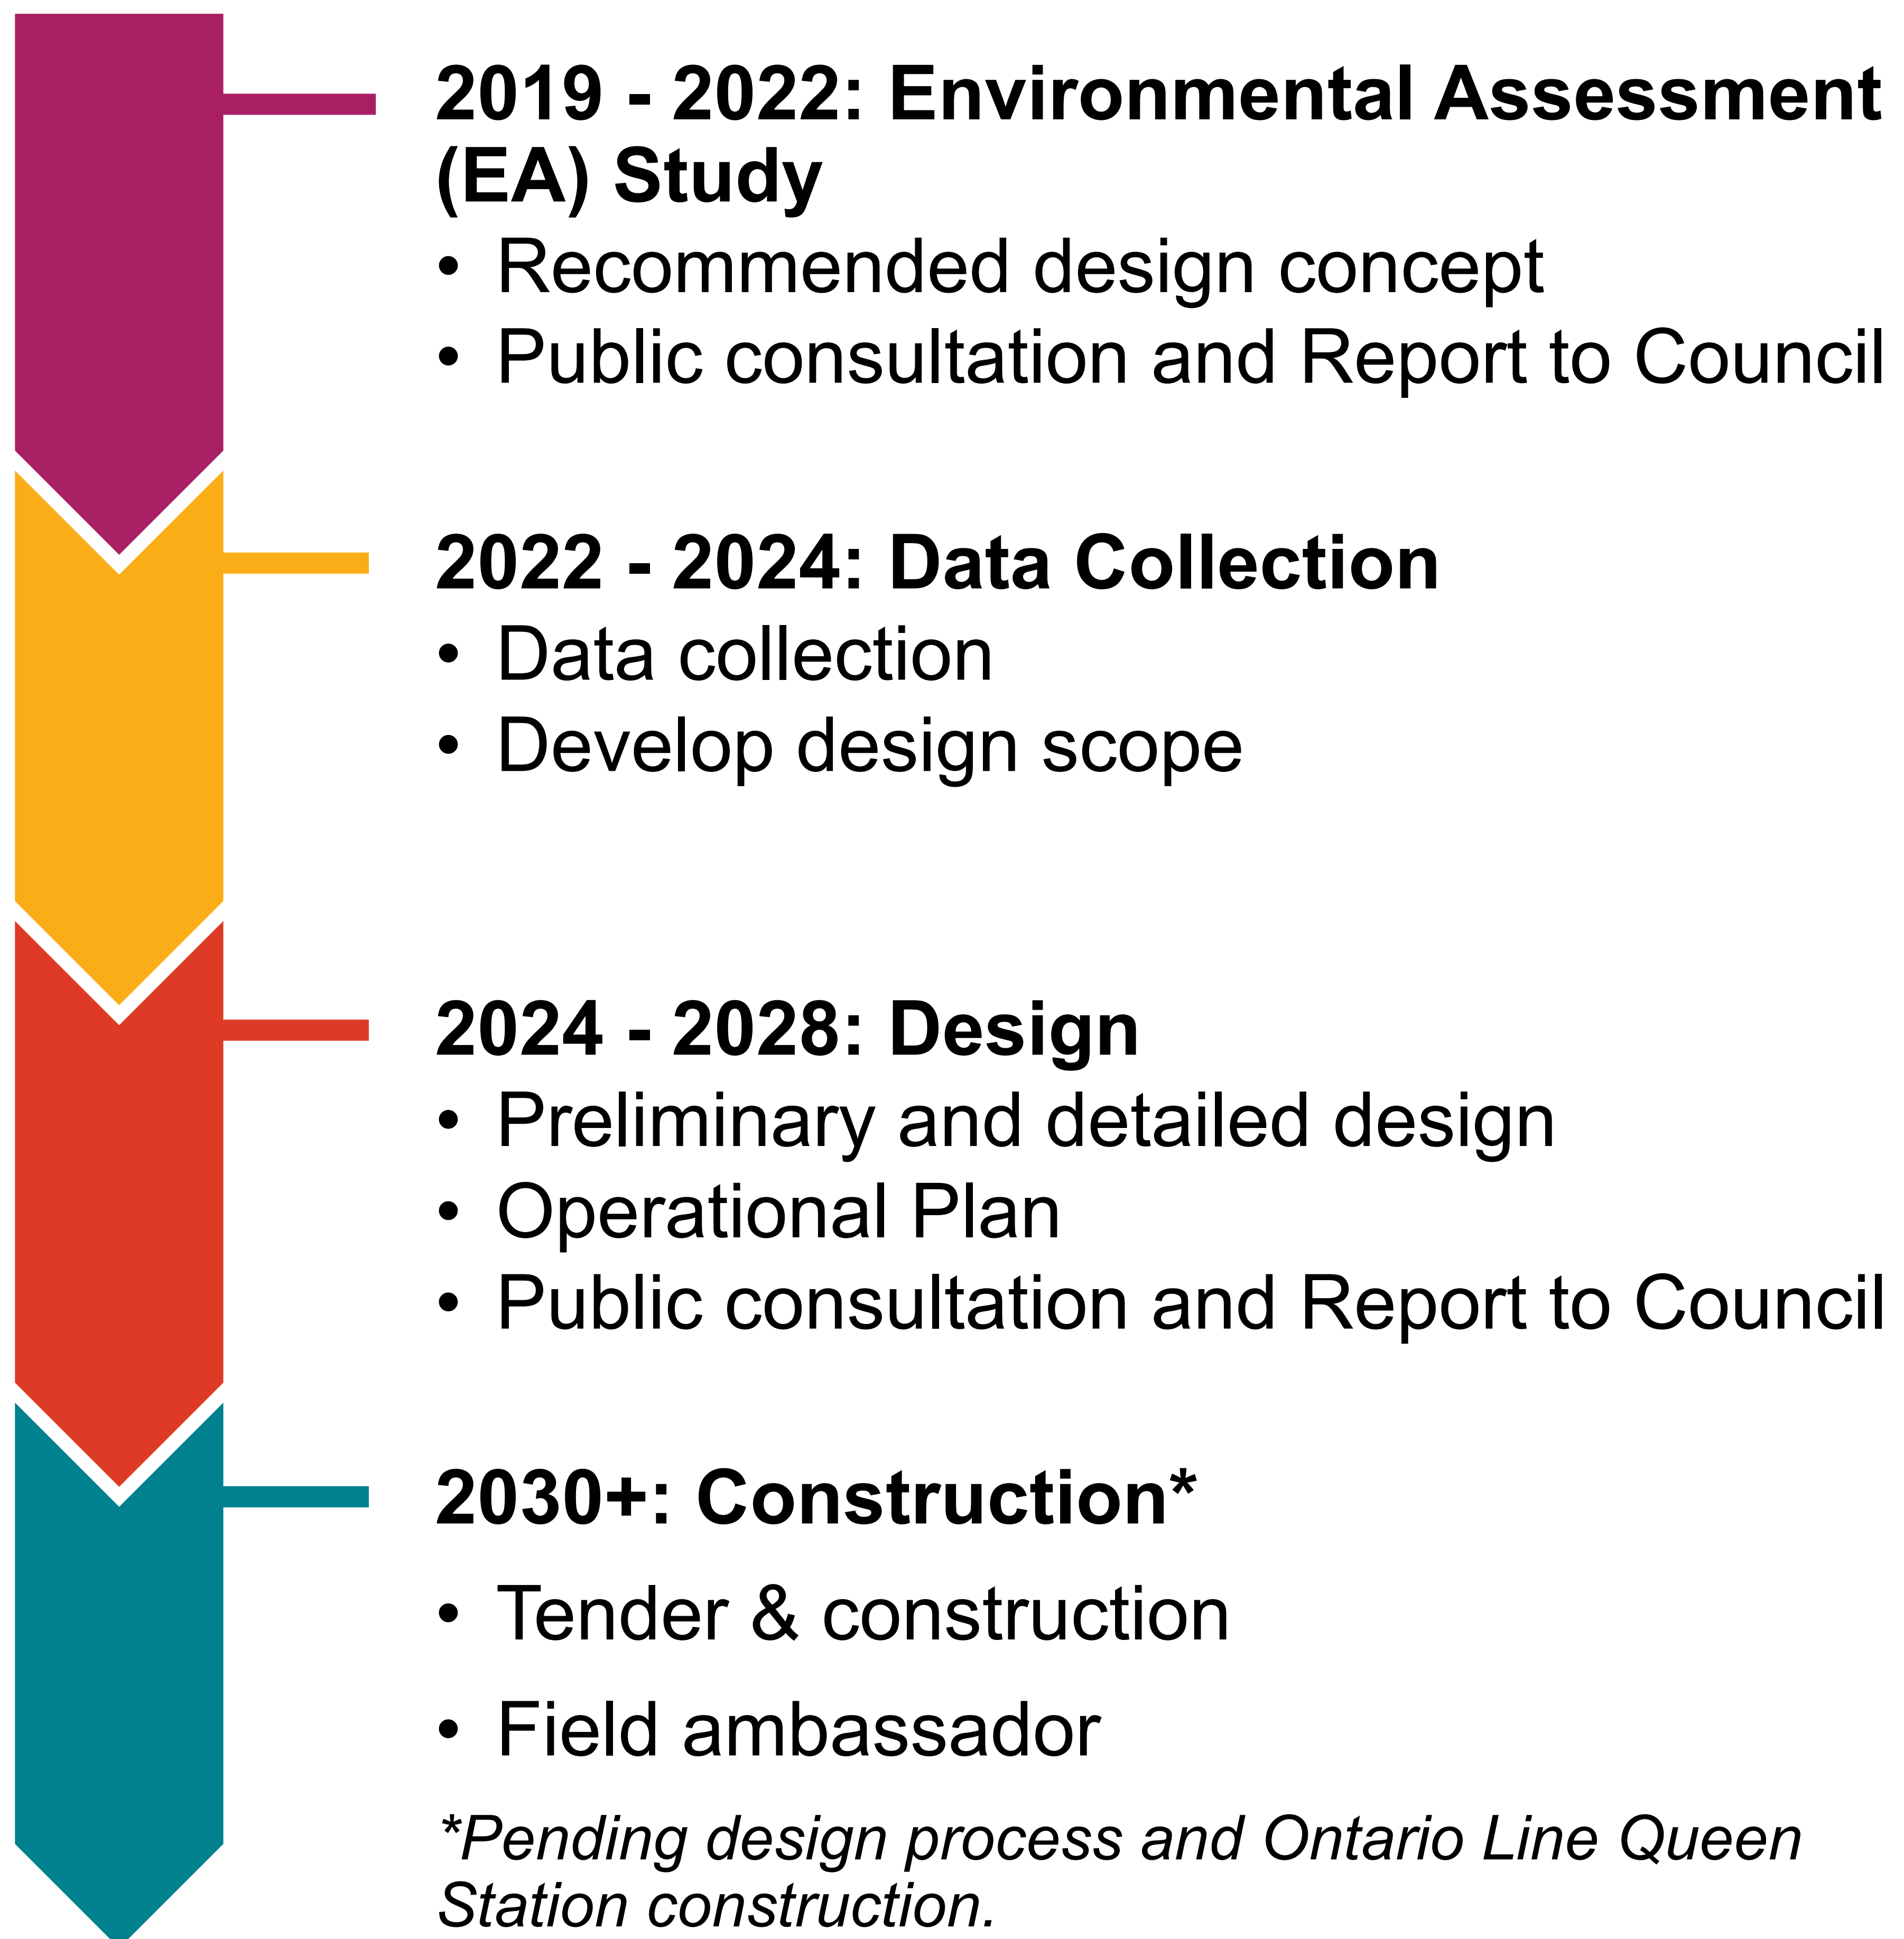 2019 - 2022: Environmental Assessment
(EA) Study
• Recommended design concept
• Public consultation and Report to Council
2022 - 2024: Data Collection
• Data collection
• Develop design scope
2024 - 2028: Design
• Preliminary and detailed design
• Operational Plan
• Public consultation and Report to Council
2030+: Construction*
• Tender & construction
• Field ambassador
*Pending design process and Ontario Line Queen
Station construction.